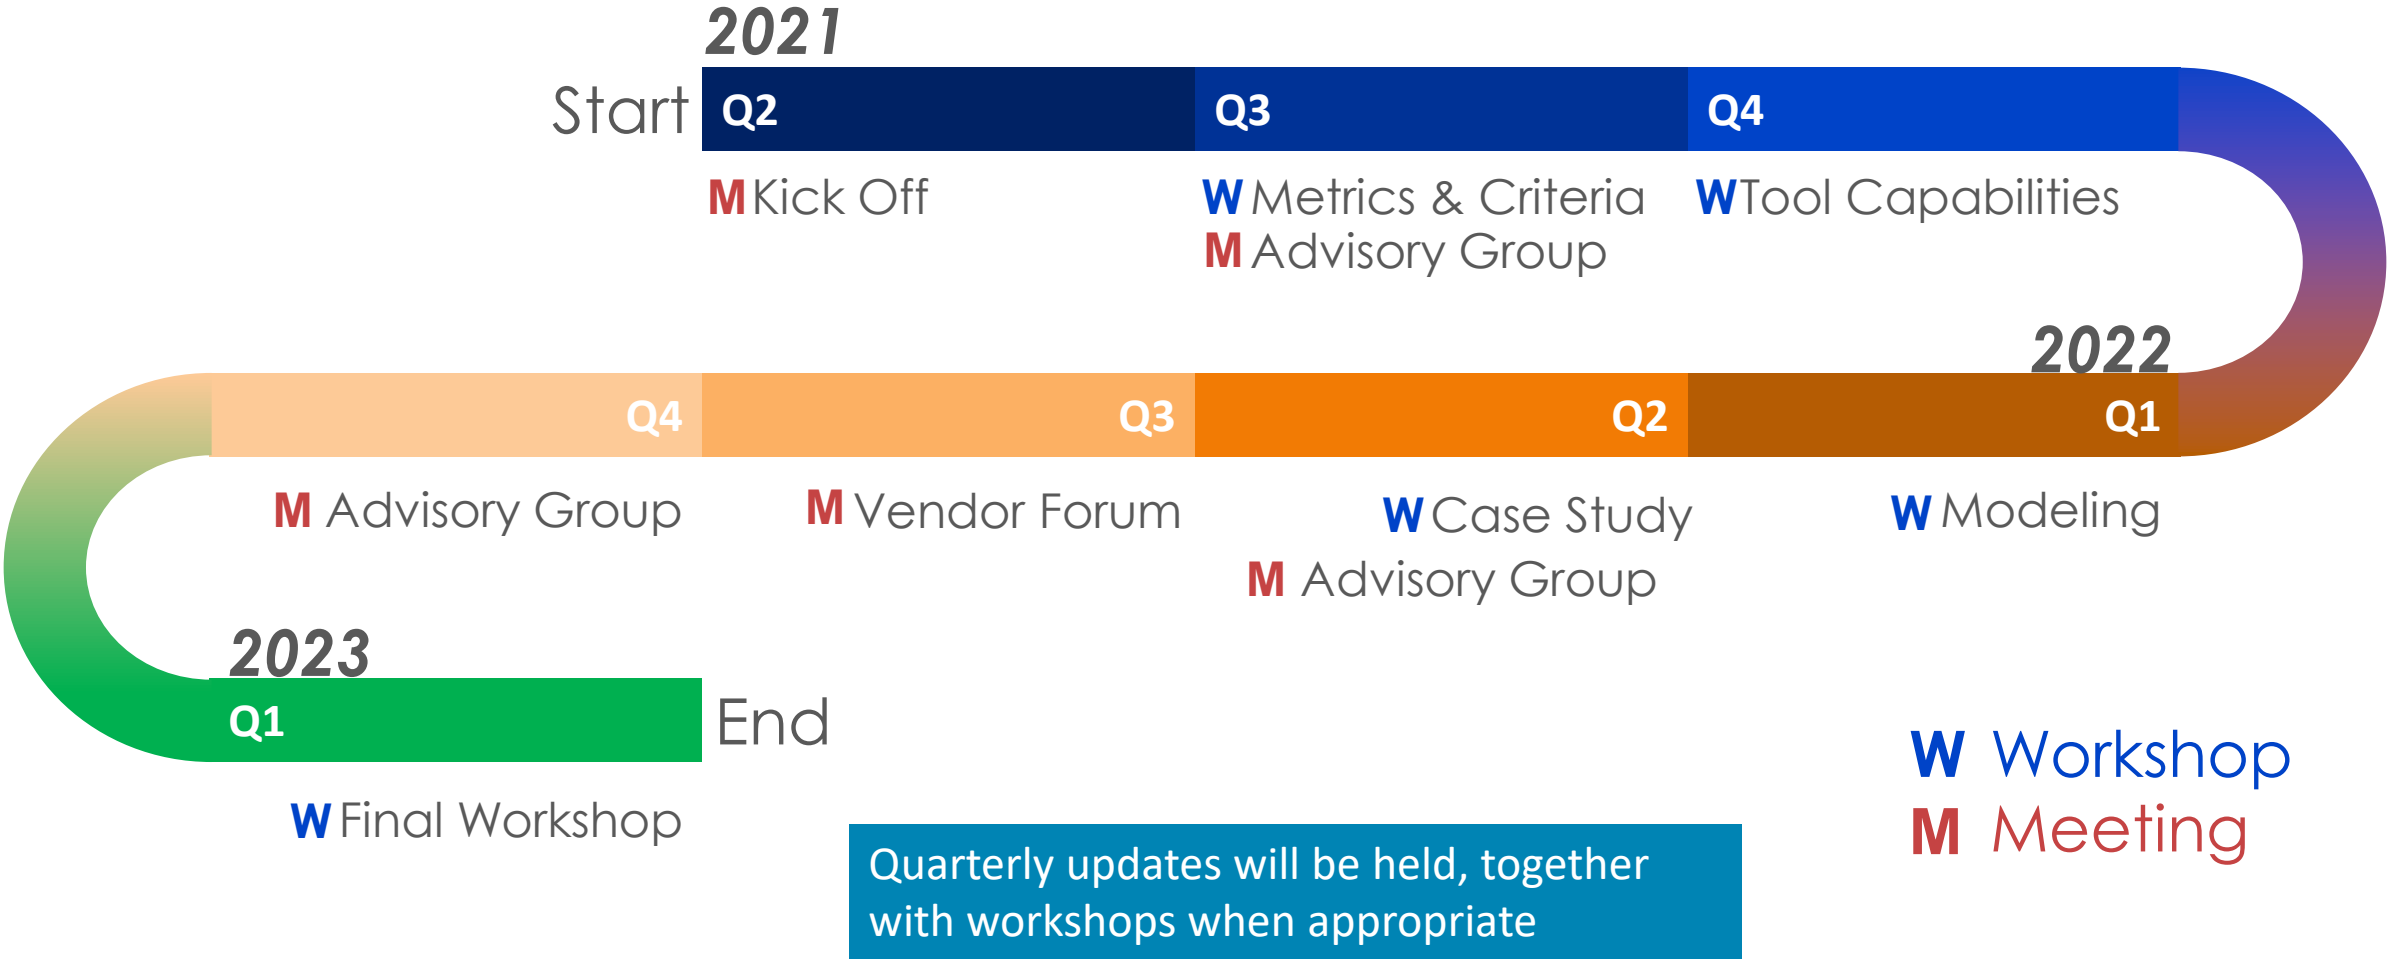 2021
Start Q2 Q3 Q4
M Kick Off
W Metrics & Criteria
M Advisory Group
W Tool Capabilities
2022
Q4 Q3 Q2 Q1
M Advisory Group
M Vendor Forum
W Case Study
M Advisory Group
W Modeling
2023
Q1 End
W Final Workshop
W Workshop
M Meeting
Quarterly updates will be held, together
with workshops when appropriate